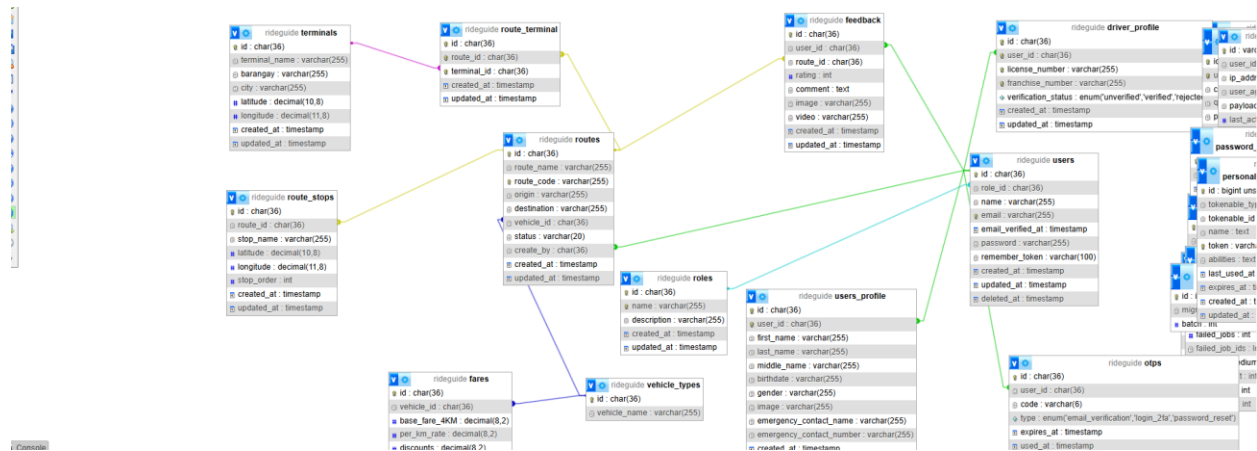 rideguide terminals
id : char(36)
terminal_name : varchar(255)
barangay : varchar(255)
city : varchar(255)
latitude : decimal(10,8)
longitude : decimal(11,8)
created_at : timestamp
updated_at : timestamp
rideguide route_terminal
id : char(36)
route_id : char(36)
terminal_id : char(36)
created_at : timestamp
updated_at : timestamp
rideguide feedback
id : char(36)
user_id : char(36)
route_id : char(36)
rating : int
comment : text
image : varchar(255)
video : varchar(255)
created_at : timestamp
updated_at : timestamp
rideguide driver_profile
id : char(36)
user_id : char(36)
license_number : varchar(255)
franchise_number : varchar(255)
verification_status : enum('unverified','verified','rejected
created_at : timestamp
updated_at : timestamp
rideguide routes
id : char(36)
route_name : varchar(255)
route_code : varchar(255)
origin : varchar(255)
destination : varchar(255)
vehicle_id : char(36)
status : varchar(20)
create_by : char(36)
created_at : timestamp
updated_at : timestamp
rideguide users
id : char(36)
role_id : char(36)
name : varchar(255)
email : varchar(255)
email_verified_at : timestamp
password : varchar(255)
remember_token : varchar(100)
created_at : timestamp
updated_at : timestamp
deleted_at : timestamp
password_
personal
id : bigint uns
tokenable_ty
tokenable_id
name : text
token : varch
abilities : text
last_used_at
expires_at : t
created_at : t
updated_at :
batch : int
failed_jobs : int
failed_job_ids : l
rideguide route_stops
id : char(36)
route_id : char(36)
stop_name : varchar(255)
latitude : decimal(10,8)
longitude : decimal(11,8)
stop_order : int
created_at : timestamp
updated_at : timestamp
rideguide roles
id : char(36)
name : varchar(255)
description : varchar(255)
created_at : timestamp
updated_at : timestamp
rideguide users_profile
id : char(36)
user_id : char(36)
first_name : varchar(255)
last_name : varchar(255)
middle_name : varchar(255)
birthdate : varchar(255)
gender : varchar(255)
image : varchar(255)
emergency_contact_name : varchar(255)
emergency_contact_number : varchar(255)
created_at : timestamp
rideguide fares
id : char(36)
vehicle_id : char(36)
base_fare_4KM : decimal(8,2)
per_km_rate : decimal(8,2)
discounts : decimal(8,2)
rideguide vehicle_types
id : char(36)
vehicle_name : varchar(255)
rideguide otps
id : char(36)
user_id : char(36)
code : varchar(6)
type : enum('email_verification','login_2fa','password_reset')
expires_at : timestamp
used_at : timestamp
Console